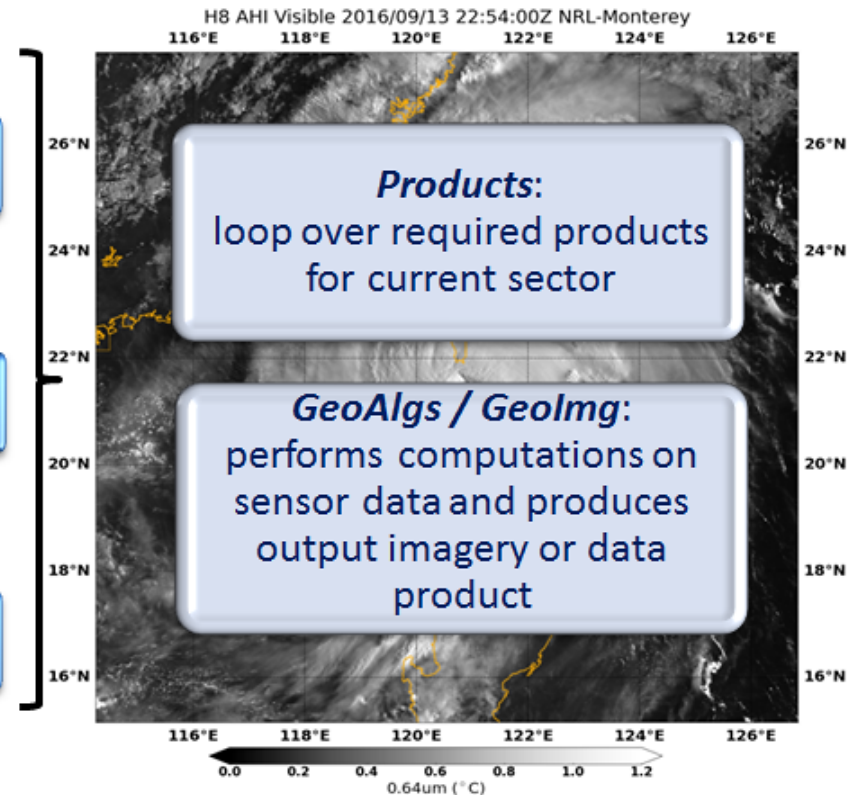 H8 AHI Visible 2016/09/13 22:54:00Z NRL-Monterey
116°E 118°E 120°E 122°E 124°E 126°E
26°N 26°N
Products:
loop over required products
for current sector
24°N 24°N
22°N 22°N
GeoAlgs / GeoImg:
performs computations on
20°N 20°N
sensor data and produces
output imagery or data
18°N 18°N
product
16°N 16°N
116°E 118°E 120°E 122°E 124°E 126°E
0.0 0.2 0.4 0.6 0.8 1.0 1.2
0.64um (°C)